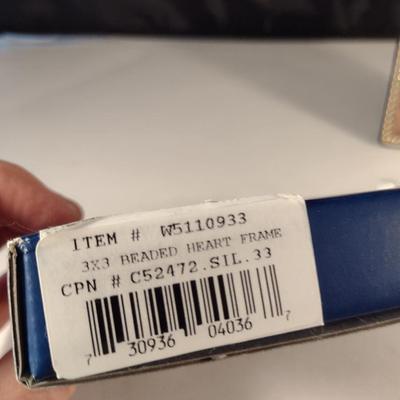 ITEM # W5110933
3X3 BEADED HEART FRAME
CPN # C52472.SIL.33
7 30936 04036 7